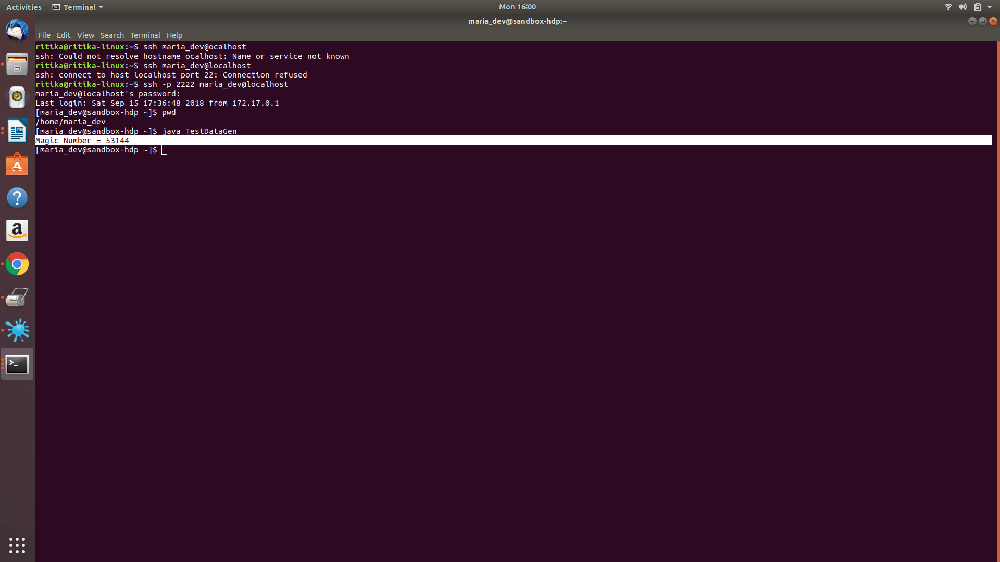 Activities Terminal Mon 16:00
maria_dev@sandbox-hdp:~
File Edit View Search Terminal Help
ritika@ritika-linux:~$ ssh maria_dev@ocalhost
ssh: Could not resolve hostname ocalhost: Name or service not known
ritika@ritika-linux:~$ ssh maria_dev@localhost
ssh: connect to host localhost port 22: Connection refused
ritika@ritika-linux:~$ ssh -p 2222 maria_dev@localhost
maria_dev@localhost's password:
Last login: Sat Sep 15 17:36:48 2018 from 172.17.0.1
[maria_dev@sandbox-hdp ~]$ pwd
/home/maria_dev
[maria_dev@sandbox-hdp ~]$ java TestDataGen
Magic Number = 53144
[maria_dev@sandbox-hdp ~]$